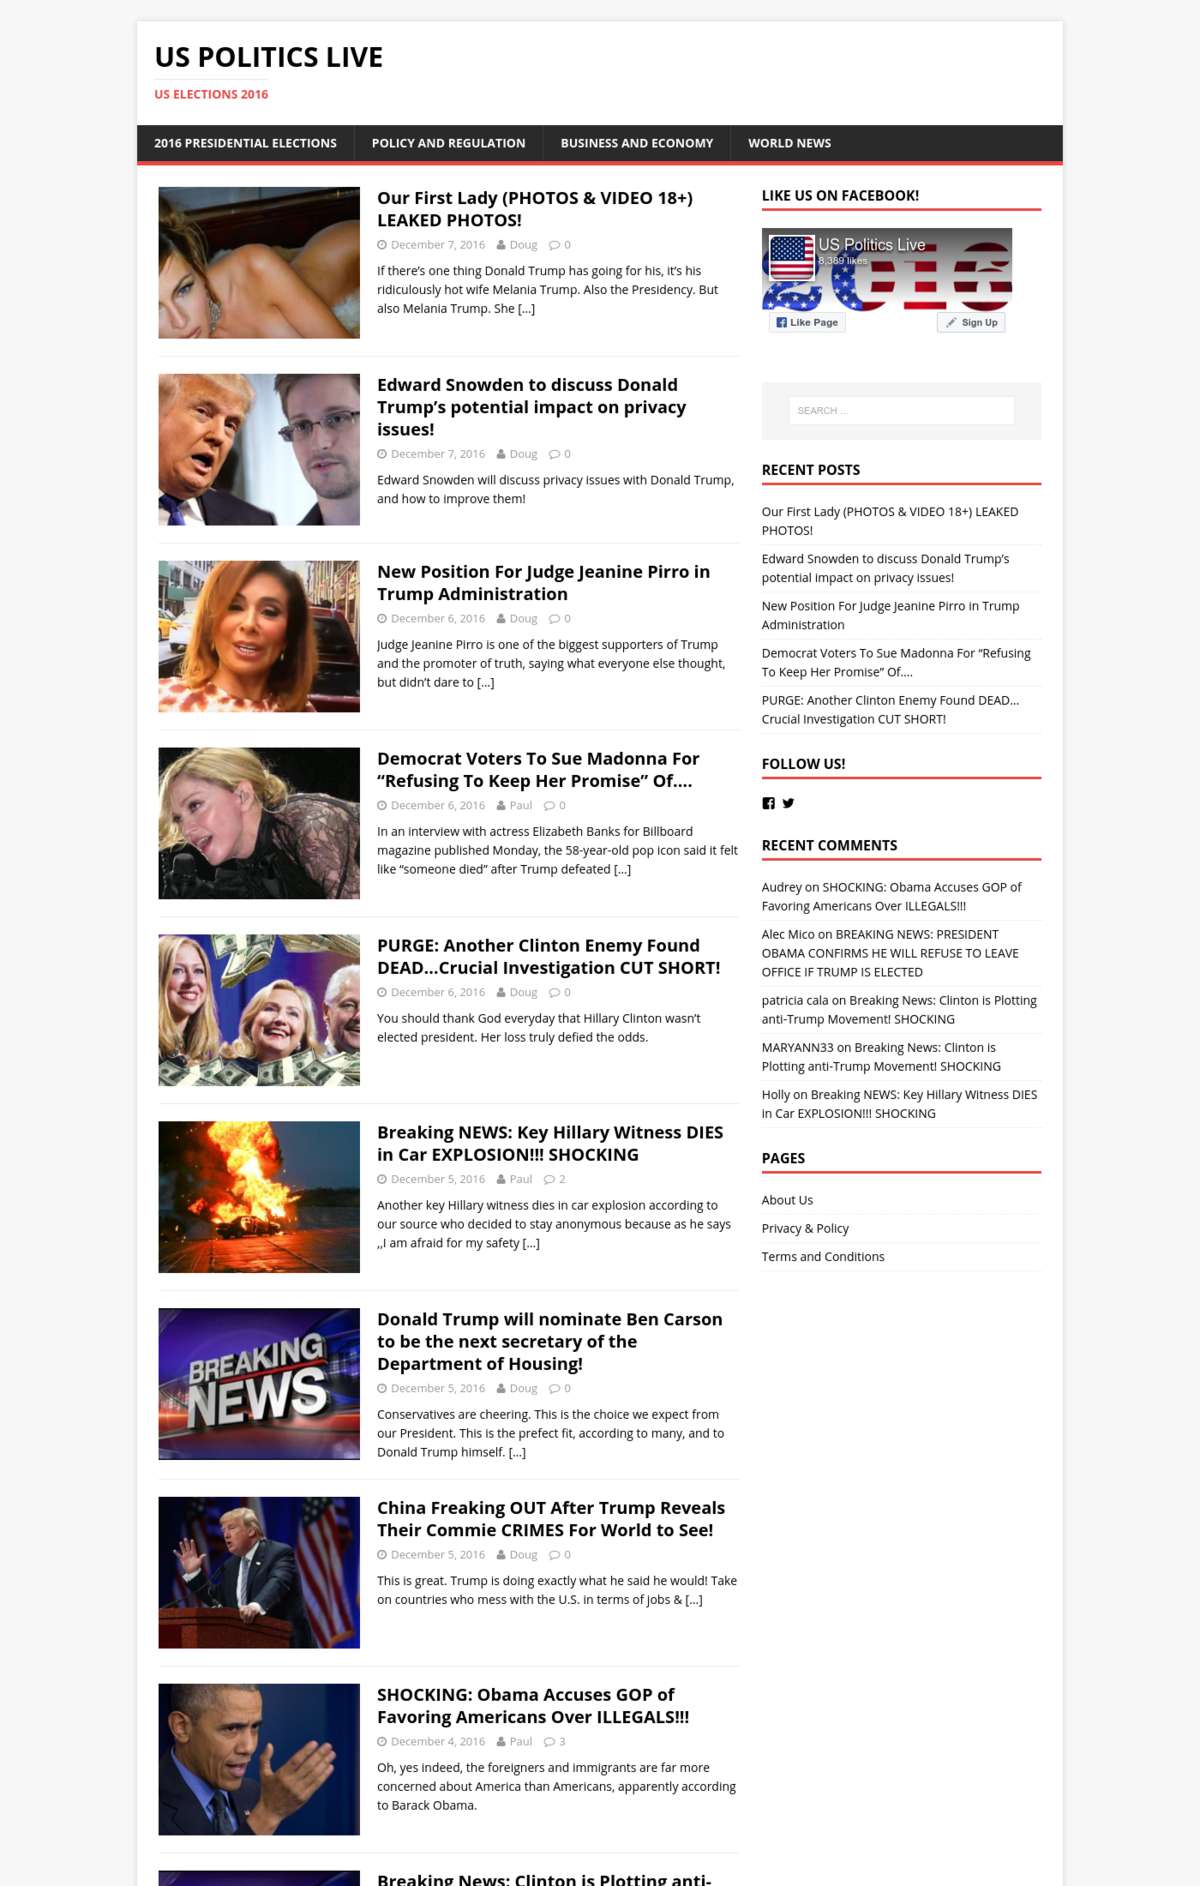 US POLITICS LIVE
US ELECTIONS 2016
2016 PRESIDENTIAL ELECTIONS
POLICY AND REGULATION
BUSINESS AND ECONOMY
WORLD NEWS
Our First Lady (PHOTOS & VIDEO 18+)
LEAKED PHOTOS!
December 7, 2016 Doug 0
If there’s one thing Donald Trump has going for his, it’s his
ridiculously hot wife Melania Trump. Also the Presidency. But
also Melania Trump. She [...]
Edward Snowden to discuss Donald
Trump’s potential impact on privacy
issues!
December 7, 2016 Doug 0
Edward Snowden will discuss privacy issues with Donald Trump,
and how to improve them!
New Position For Judge Jeanine Pirro in
Trump Administration
December 6, 2016 Doug 0
Judge Jeanine Pirro is one of the biggest supporters of Trump
and the promoter of truth, saying what everyone else thought,
but didn’t dare to [...]
Democrat Voters To Sue Madonna For
“Refusing To Keep Her Promise” Of....
December 6, 2016 Paul 0
In an interview with actress Elizabeth Banks for Billboard
magazine published Monday, the 58-year-old pop icon said it felt
like “someone died“ after Trump defeated [...]
PURGE: Another Clinton Enemy Found
DEAD...Crucial Investigation CUT SHORT!
December 6, 2016 Doug 0
You should thank God everyday that Hillary Clinton wasn’t
elected president. Her loss truly defied the odds.
Breaking NEWS: Key Hillary Witness DIES
in Car EXPLOSION!!! SHOCKING
December 5, 2016 Paul 2
Another key Hillary witness dies in car explosion according to
our source who decided to stay anonymous because as he says
,,I am afraid for my safety [...]
BREAKING
NEWS
Donald Trump will nominate Ben Carson
to be the next secretary of the
Department of Housing!
December 5, 2016 Doug 0
Conservatives are cheering. This is the choice we expect from
our President. This is the prefect fit, according to many, and to
Donald Trump himself. [...]
China Freaking OUT After Trump Reveals
Their Commie CRIMES For World to See!
December 5, 2016 Doug 0
This is great. Trump is doing exactly what he said he would! Take
on countries who mess with the U.S. in terms of jobs & [...]
SHOCKING: Obama Accuses GOP of
Favoring Americans Over ILLEGALS!!!
December 4, 2016 Paul 3
Oh, yes indeed, the foreigners and immigrants are far more
concerned about America than Americans, apparently according
to Barack Obama.
Breaking News: Clinton is Plotting anti-
LIKE US ON FACEBOOK!
US Politics Live
8,389 likes
2016
Like Page
Sign Up
SEARCH ...
RECENT POSTS
Our First Lady (PHOTOS & VIDEO 18+) LEAKED
PHOTOS!
Edward Snowden to discuss Donald Trump’s
potential impact on privacy issues!
New Position For Judge Jeanine Pirro in Trump
Administration
Democrat Voters To Sue Madonna For “Refusing
To Keep Her Promise” Of....
PURGE: Another Clinton Enemy Found DEAD...
Crucial Investigation CUT SHORT!
FOLLOW US!
RECENT COMMENTS
Audrey on SHOCKING: Obama Accuses GOP of
Favoring Americans Over ILLEGALS!!!
Alec Mico on BREAKING NEWS: PRESIDENT
OBAMA CONFIRMS HE WILL REFUSE TO LEAVE
OFFICE IF TRUMP IS ELECTED
patricia cala on Breaking News: Clinton is Plotting
anti-Trump Movement! SHOCKING
MARYANN33 on Breaking News: Clinton is
Plotting anti-Trump Movement! SHOCKING
Holly on Breaking NEWS: Key Hillary Witness DIES
in Car EXPLOSION!!! SHOCKING
PAGES
About Us
Privacy & Policy
Terms and Conditions